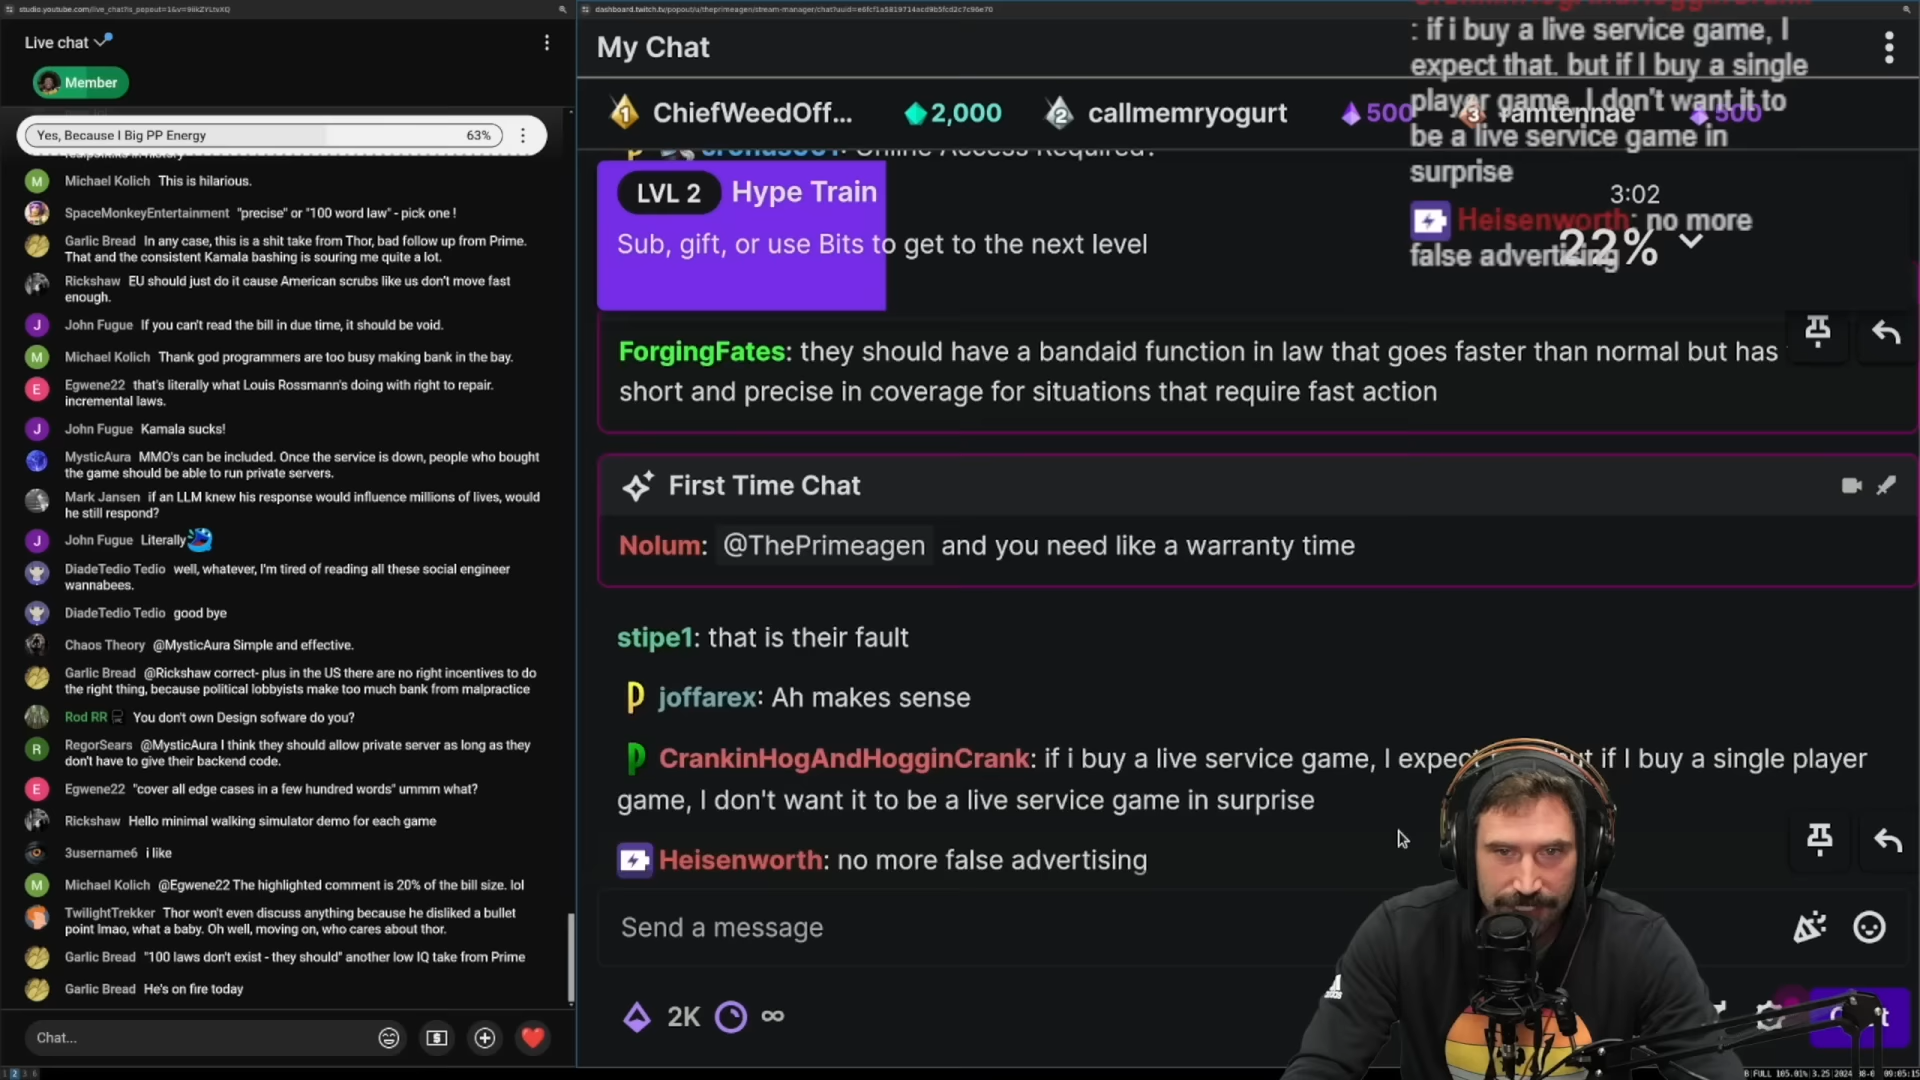 studio.youtube.com/live_chat?is_popout=1&v=9iikZYLtvXQ
Live chat
Member
Yes, Because I Big PP Energy 63%
Michael Kolich This is hilarious.
SpaceMonkeyEntertainment "precise" or "100 word law" - pick one !
Garlic Bread In any case, this is a shit take from Thor, bad follow up from Prime.
That and the consistent Kamala bashing is souring me quite a lot.
Rickshaw EU should just do it cause American scrubs like us don't move fast
enough.
John Fugue If you can't read the bill in due time, it should be void.
Michael Kolich Thank god programmers are too busy making bank in the bay.
Egwene22 that's literally what Louis Rossmann's doing with right to repair.
incremental laws.
John Fugue Kamala sucks!
MysticAura MMO's can be included. Once the service is down, people who bought
the game should be able to run private servers.
Mark Jansen if an LLM knew his response would influence millions of lives, would
he still respond?
John Fugue Literally
DiadeTedio Tedio well, whatever, I'm tired of reading all these social engineer
wannabees.
DiadeTedio Tedio good bye
Chaos Theory @MysticAura Simple and effective.
Garlic Bread @Rickshaw correct- plus in the US there are no right incentives to do
the right thing, because political lobbyists make too much bank from malpractice
Rod RR You don't own Design sofware do you?
RegorSears @MysticAura I think they should allow private server as long as they
don't have to give their backend code.
Egwene22 "cover all edge cases in a few hundred words" ummm what?
Rickshaw Hello minimal walking simulator demo for each game
3username6 i like
Michael Kolich @Egwene22 The highlighted comment is 20% of the bill size. lol
TwilightTrekker Thor won't even discuss anything because he disliked a bullet
point lmao, what a baby. Oh well, moving on, who cares about thor.
Garlic Bread "100 laws don't exist - they should" another low IQ take from Prime
Garlic Bread He's on fire today
Chat...
My Chat
1 ChiefWeedOff... 2,000 2 callmemryogurt 500 3 iamtennae 500
Online Access Required?
LVL 2 Hype Train
Sub, gift, or use Bits to get to the next level
3:02
22%
: if i buy a live service game, I
expect that. but if I buy a single
player game, I don't want it to
be a live service game in
surprise
Heisenworth: no more
false advertizing
ForgingFates: they should have a bandaid function in law that goes faster than normal but has
short and precise in coverage for situations that require fast action
First Time Chat
Nolum: @ThePrimeagen and you need like a warranty time
stipe1: that is their fault
joffarex: Ah makes sense
CrankinHogAndHogginCrank: if i buy a live service game, I expect but if I buy a single player
game, I don't want it to be a live service game in surprise
Heisenworth: no more false advertising
Send a message
2K ∞
adidas